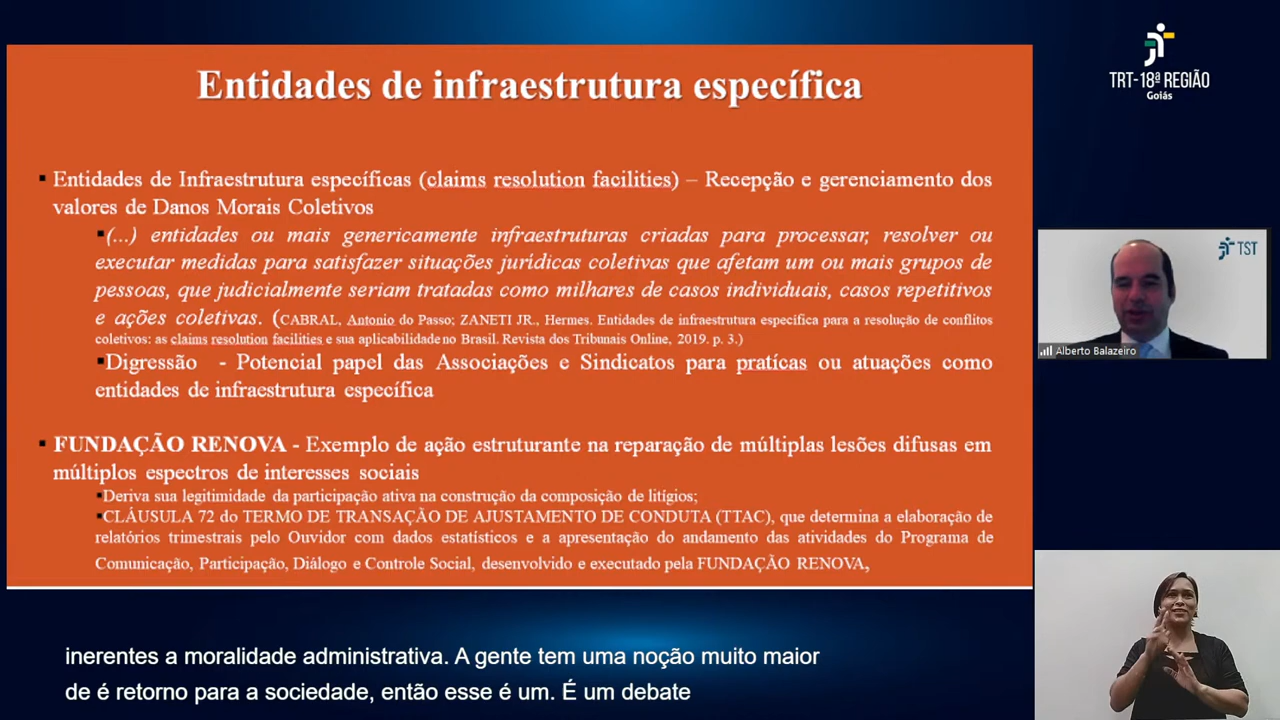 TRT-18ª REGIÃO
Goiás
Entidades de infraestrutura específica
Entidades de Infraestrutura específicas (claims resolution facilities) – Recepção e gerenciamento dos
valores de Danos Morais Coletivos
(...) entidades ou mais genericamente infraestruturas criadas para processar, resolver ou
executar medidas para satisfazer situações jurídicas coletivas que afetam um ou mais grupos de
pessoas, que judicialmente seriam tratadas como milhares de casos individuais, casos repetitivos
e ações coletivas. (CABRAL, Antonio do Passo; ZANETI JR., Hermes. Entidades de infraestrutura específica para a resolução de conflitos
coletivos: as claims resolution facilities e sua aplicabilidade no Brasil. Revista dos Tribunais Online, 2019. p. 3.)
Digressão - Potencial papel das Associações e Sindicatos para pratícas ou atuações como
entidades de infraestrutura específica
FUNDAÇÃO RENOVA - Exemplo de ação estruturante na reparação de múltiplas lesões difusas em
múltiplos espectros de interesses sociais
Deriva sua legitimidade da participação ativa na construção da composição de litígios;
CLÁUSULA 72 do TERMO DE TRANSAÇÃO DE AJUSTAMENTO DE CONDUTA (TTAC), que determina a elaboração de
relatórios trimestrais pelo Ouvidor com dados estatísticos e a apresentação do andamento das atividades do Programa de
Comunicação, Participação, Diálogo e Controle Social, desenvolvido e executado pela FUNDAÇÃO RENOVA,
TST
Alberto Balazeiro
inerentes a moralidade administrativa. A gente tem uma noção muito maior
de é retorno para a sociedade, então esse é um. É um debate